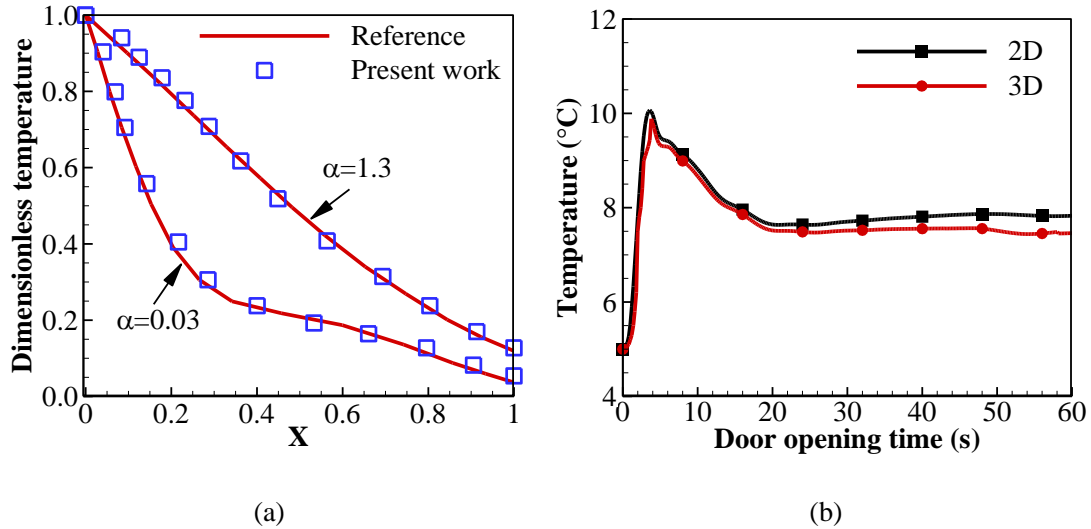 Dimensionless temperature
1.0
0.8
0.6
0.4
0.2
0.0
0
0.2
0.4
0.6
0.8
1
X
Reference
Present work
α=1.3
α=0.03
(a)
Temperature (°C)
12
10
8
6
4
0
10
20
30
40
50
60
Door opening time (s)
2D
3D
(b)